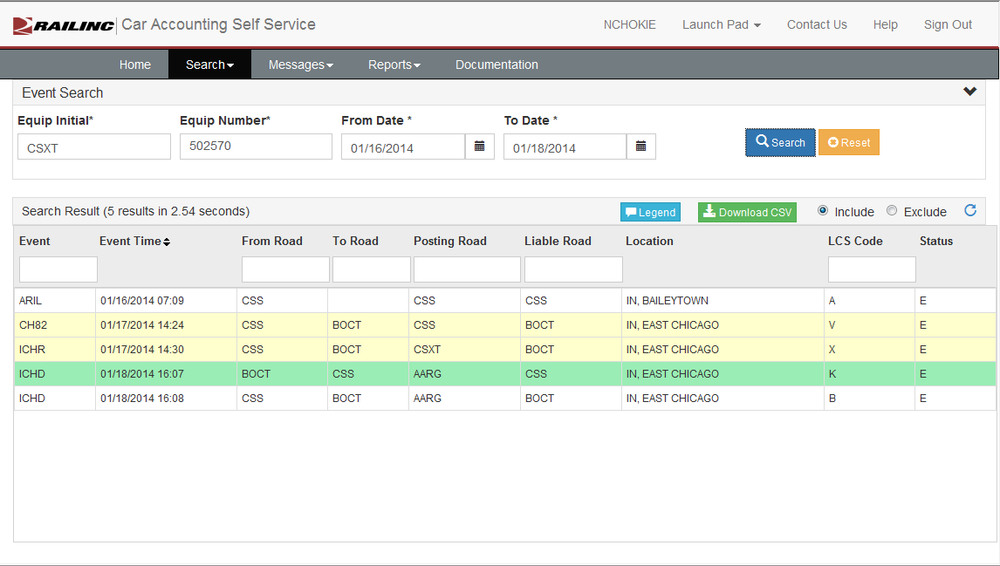 RAILINC Car Accounting Self Service NCHOKIE Launch Pad Contact Us Help Sign Out
Home Search Messages Reports Documentation
Event Search
Equip Initial* Equip Number* From Date * To Date *
CSXT 502570 01/16/2014 01/18/2014 Search Reset
Search Result (5 results in 2.54 seconds) Legend Download CSV Include Exclude
Event Event Time From Road To Road Posting Road Liable Road Location LCS Code Status
ARIL 01/16/2014 07:09 CSS CSS CSS IN, BAILEYTOWN A E
CH82 01/17/2014 14:24 CSS BOCT CSS BOCT IN, EAST CHICAGO V E
ICHR 01/17/2014 14:30 CSS BOCT CSXT BOCT IN, EAST CHICAGO X E
ICHD 01/18/2014 16:07 BOCT CSS AARG CSS IN, EAST CHICAGO K E
ICHD 01/18/2014 16:08 CSS BOCT AARG BOCT IN, EAST CHICAGO B E